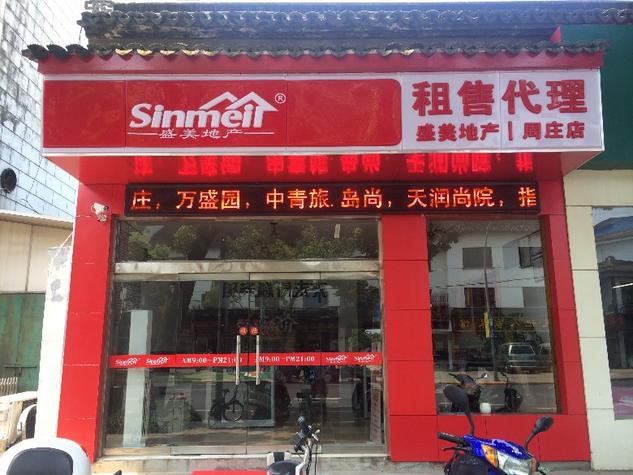 Sinmei ®
盛美地产
租售代理
盛美地产 | 周庄店
庄，万盛园，中青旅.岛尚，天润尚院，指
AM9:00-PM21:00
AM9:00-PM21:00